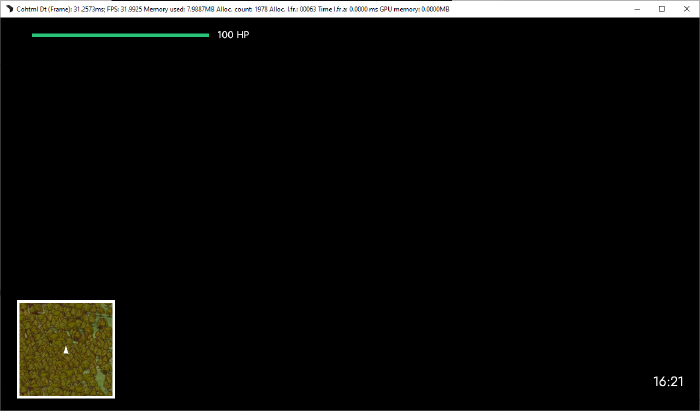 Cohtml Dt (Frame): 31.2573ms; FPS: 31.9925 Memory used: 7.9887MB Alloc. count: 1978 Alloc. l.fr.: 00063 Time l.fr.a: 0.0000 ms GPU memory: 0.0000MB
100 HP
16:21